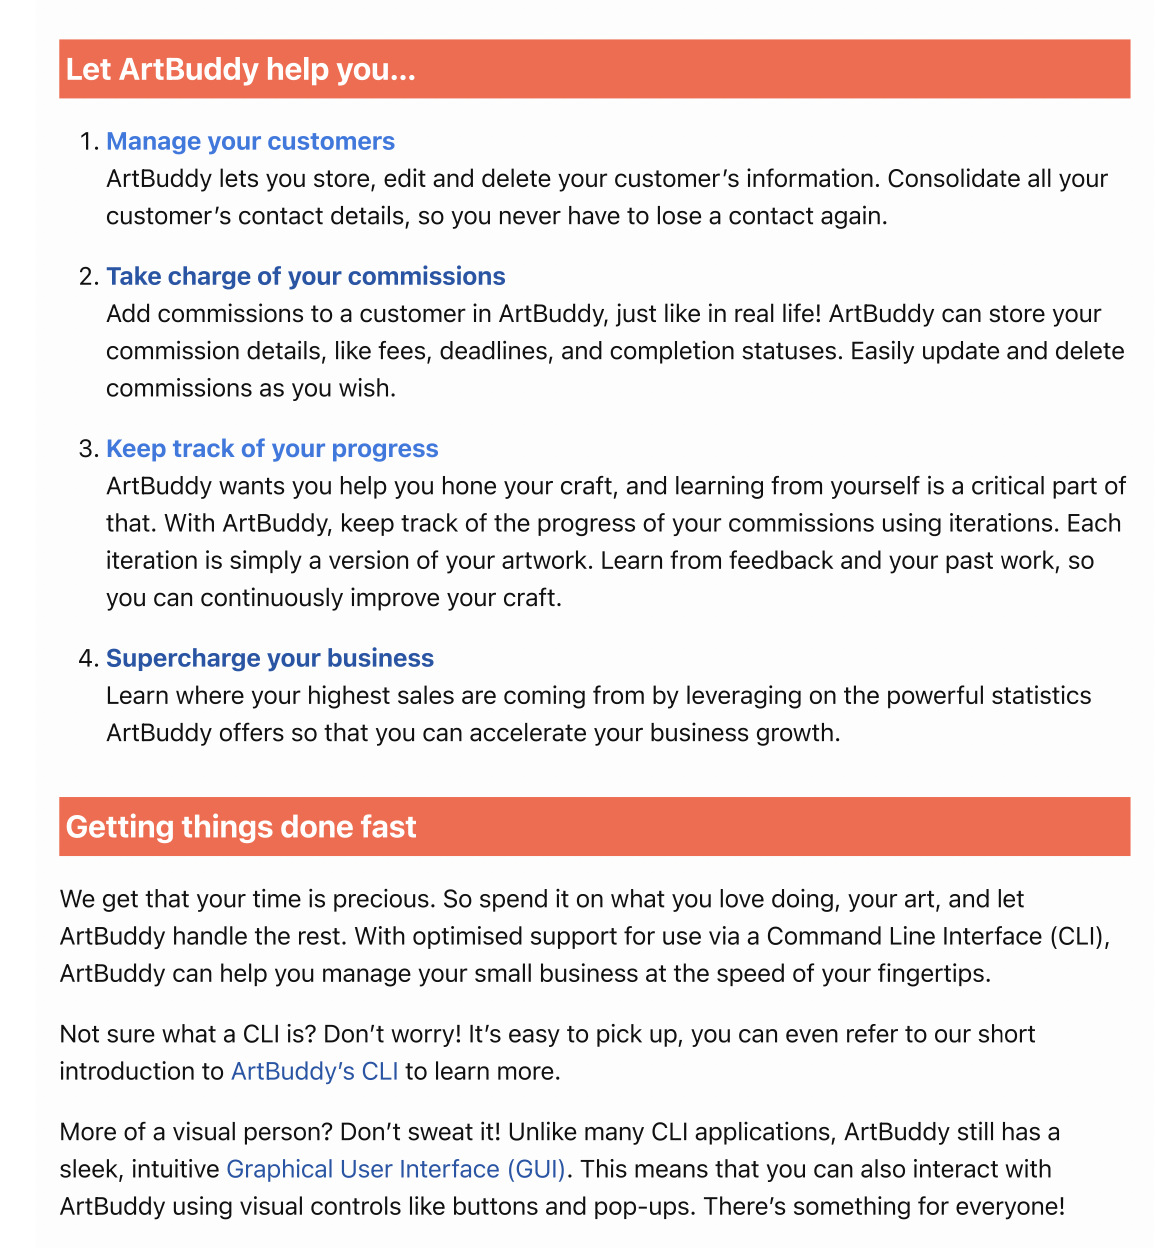 Let ArtBuddy help you...
1. Manage your customers
ArtBuddy lets you store, edit and delete your customer’s information. Consolidate all your
customer’s contact details, so you never have to lose a contact again.
2. Take charge of your commissions
Add commissions to a customer in ArtBuddy, just like in real life! ArtBuddy can store your
commission details, like fees, deadlines, and completion statuses. Easily update and delete
commissions as you wish.
3. Keep track of your progress
ArtBuddy wants you help you hone your craft, and learning from yourself is a critical part of
that. With ArtBuddy, keep track of the progress of your commissions using iterations. Each
iteration is simply a version of your artwork. Learn from feedback and your past work, so
you can continuously improve your craft.
4. Supercharge your business
Learn where your highest sales are coming from by leveraging on the powerful statistics
ArtBuddy offers so that you can accelerate your business growth.
Getting things done fast
We get that your time is precious. So spend it on what you love doing, your art, and let
ArtBuddy handle the rest. With optimised support for use via a Command Line Interface (CLI),
ArtBuddy can help you manage your small business at the speed of your fingertips.
Not sure what a CLI is? Don’t worry! It’s easy to pick up, you can even refer to our short
introduction to ArtBuddy’s CLI to learn more.
More of a visual person? Don’t sweat it! Unlike many CLI applications, ArtBuddy still has a
sleek, intuitive Graphical User Interface (GUI). This means that you can also interact with
ArtBuddy using visual controls like buttons and pop-ups. There’s something for everyone!